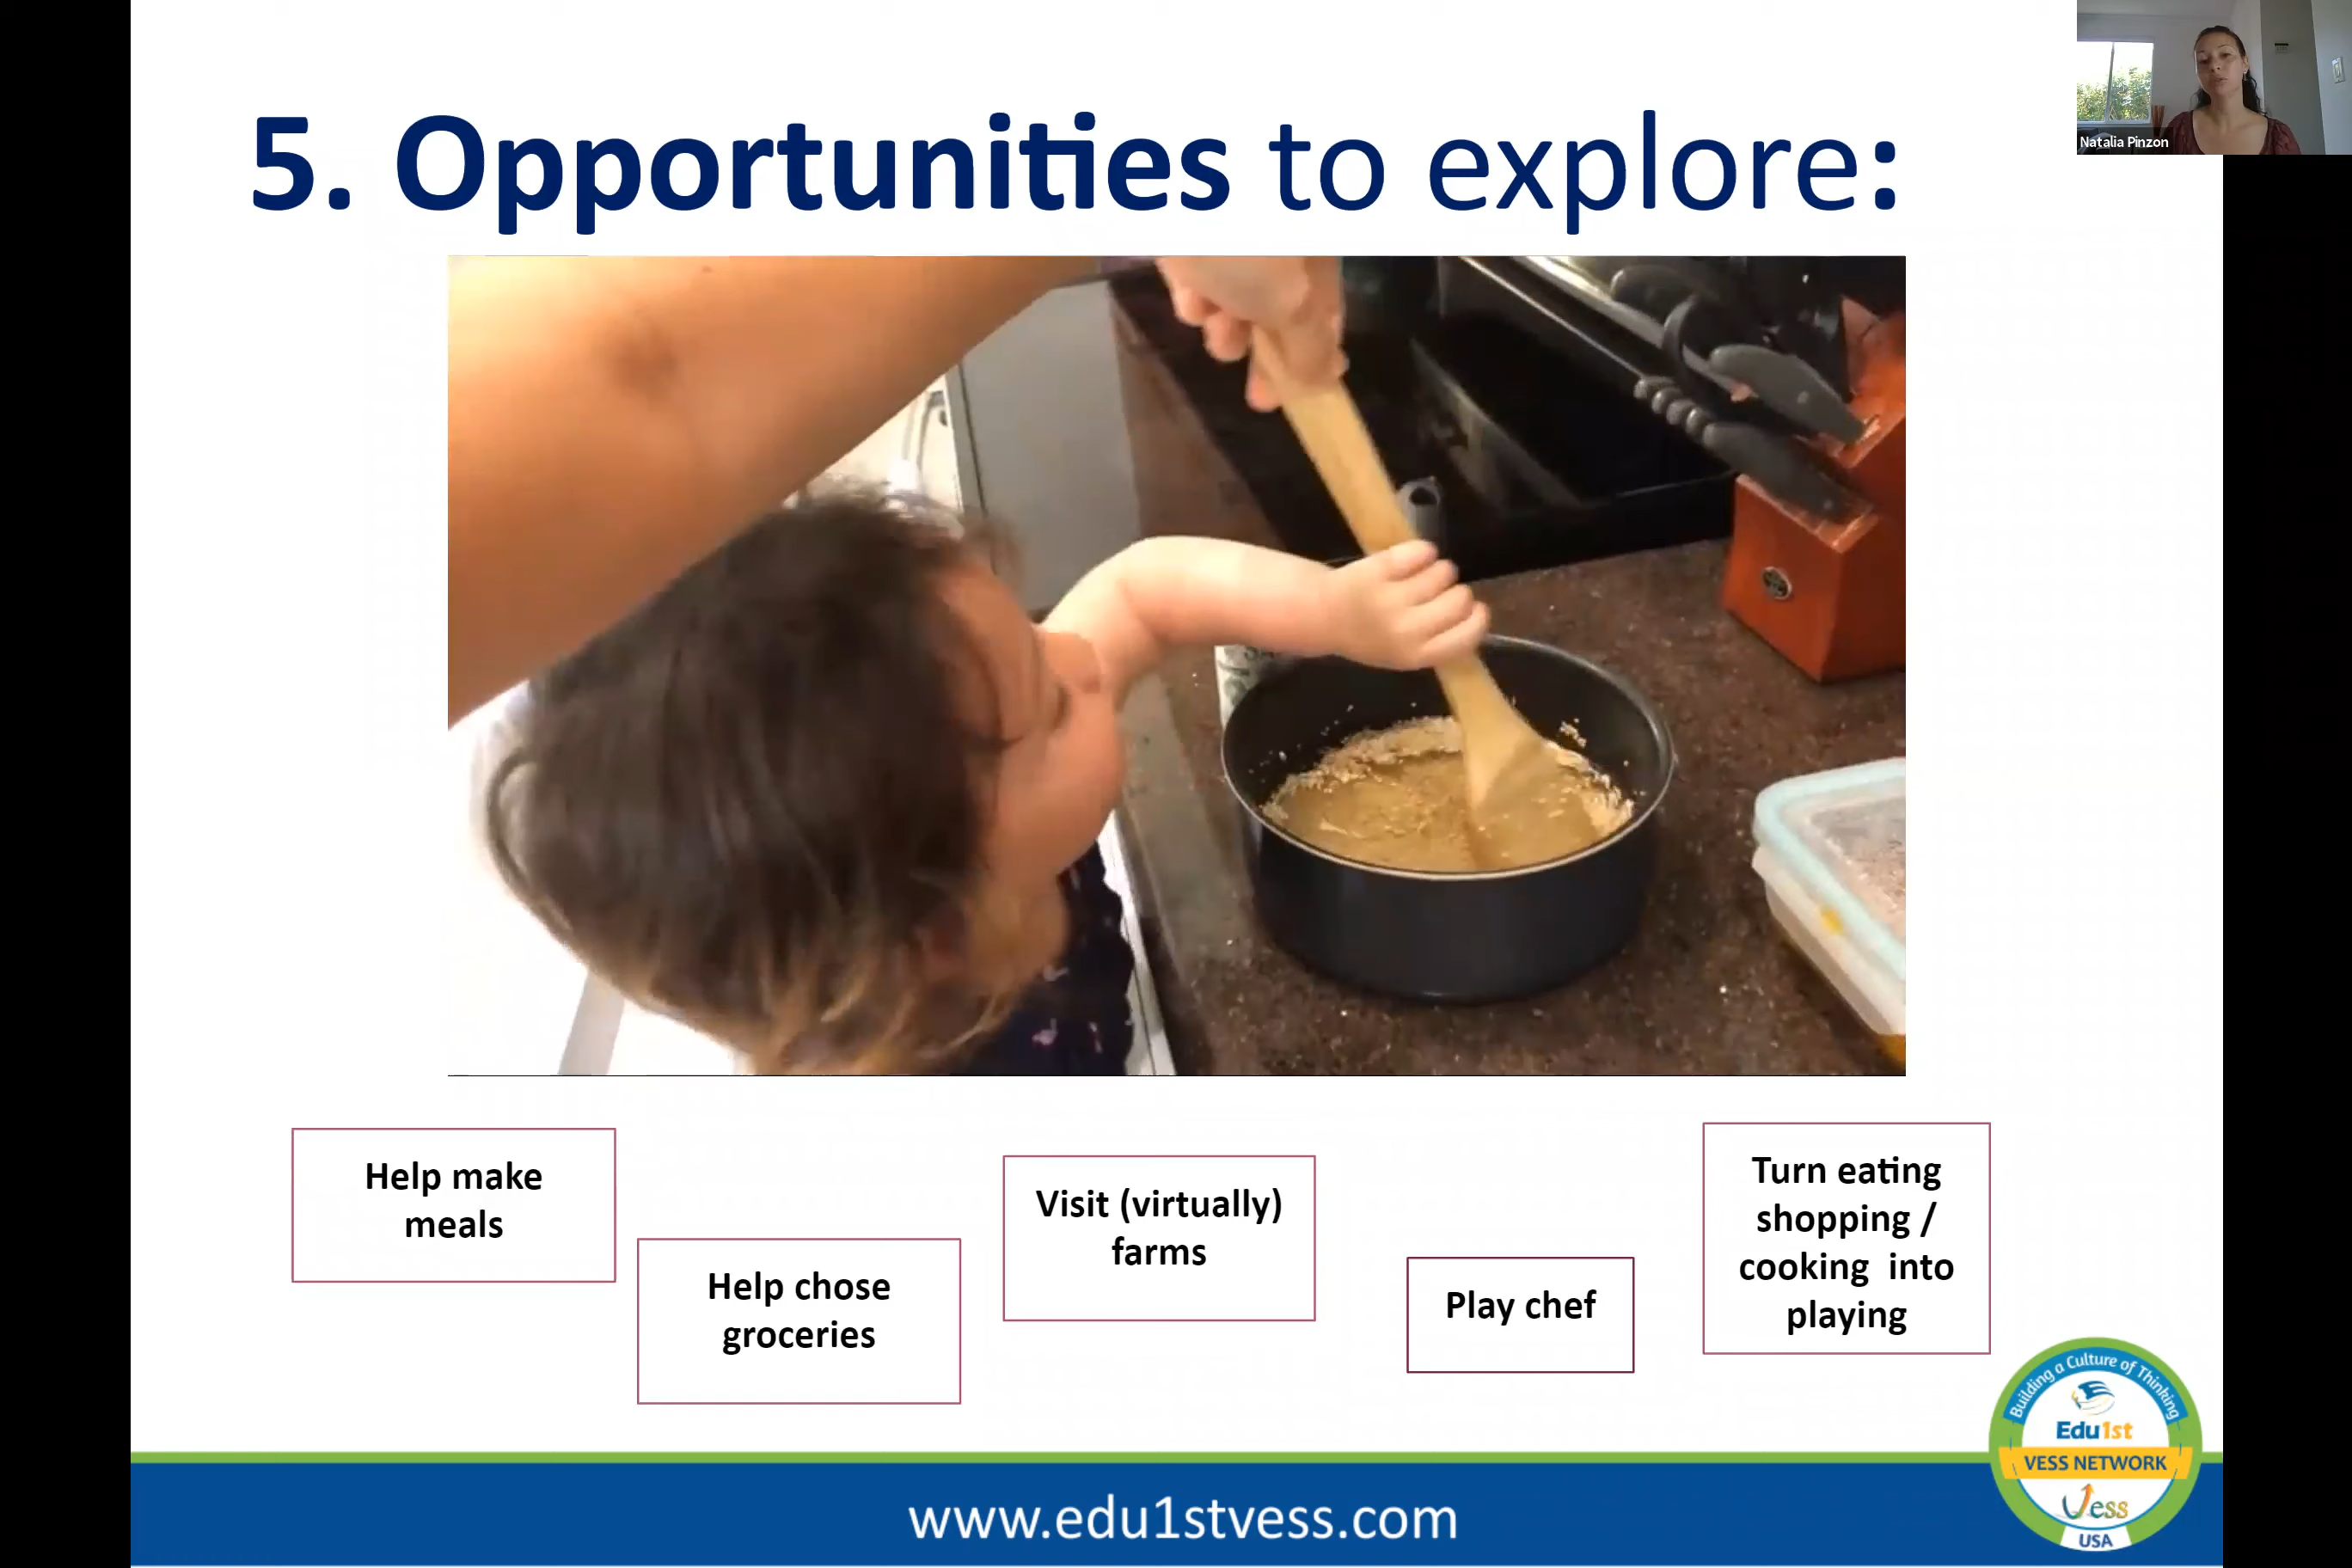 Natalia Pinzon
5. Opportunities to explore:
Help make
meals
Help chose
groceries
Visit (virtually)
farms
Play chef
Turn eating
shopping /
cooking into
playing
Building a Culture of Thinking
Edu1st
VESS NETWORK
Vess
USA
www.edu1stvess.com